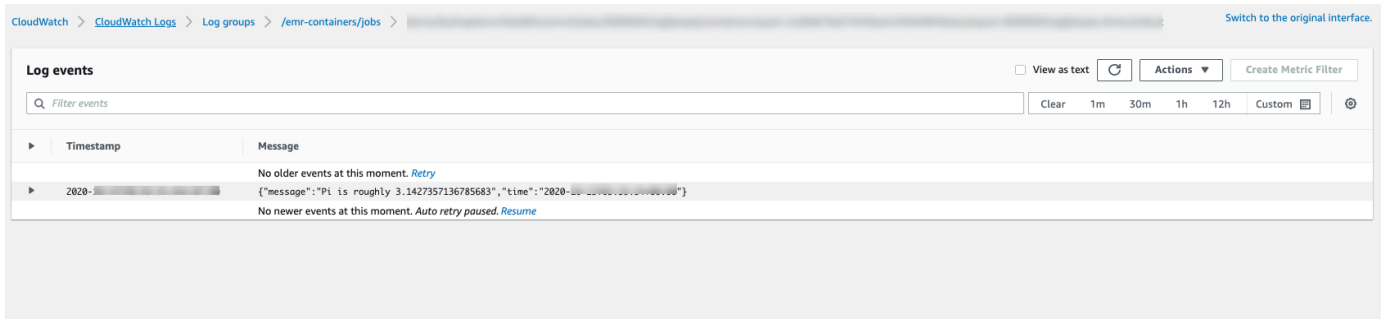 CloudWatch > CloudWatch Logs > Log groups > /emr-containers/jobs >
Switch to the original interface.
Log events
View as text
Actions ▼
Create Metric Filter
Filter events
Clear 1m 30m 1h 12h Custom
Timestamp Message
No older events at this moment. Retry
2020- {"message":"Pi is roughly 3.1427357136785683","time":"2020- "}
No newer events at this moment. Auto retry paused. Resume